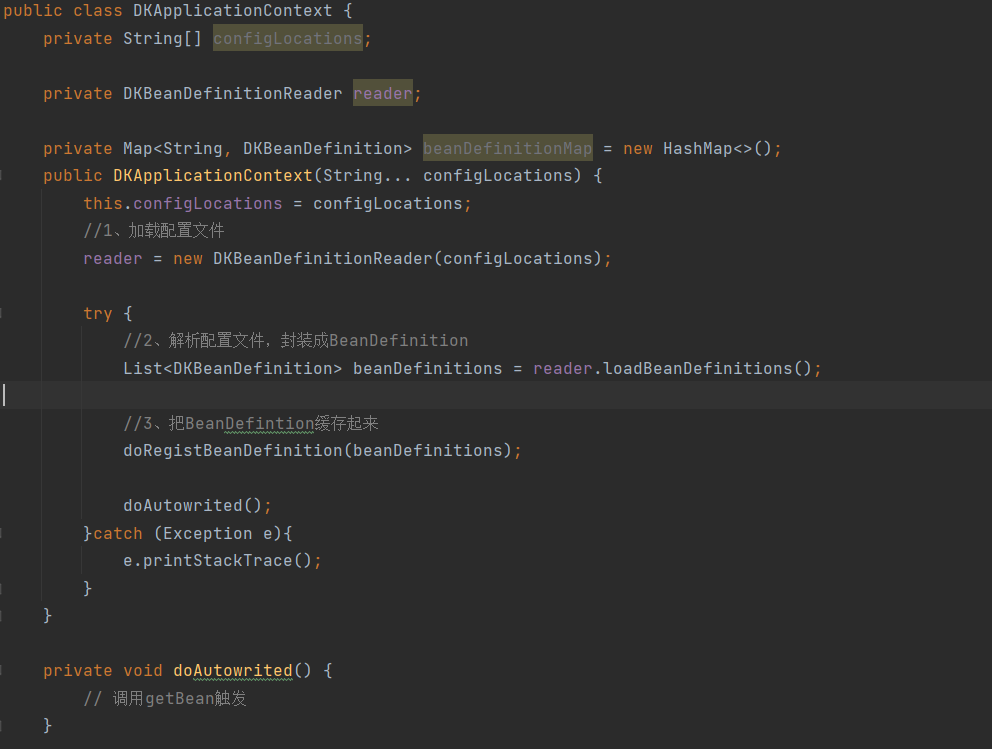 public class DKApplicationContext {
    private String[] configLocations;
    private DKBeanDefinitionReader reader;
    private Map<String, DKBeanDefinition> beanDefinitionMap = new HashMap<>();
    public DKApplicationContext(String... configLocations) {
        this.configLocations = configLocations;
        //1、加载配置文件
        reader = new DKBeanDefinitionReader(configLocations);
        try {
            //2、解析配置文件，封装成BeanDefinition
            List<DKBeanDefinition> beanDefinitions = reader.loadBeanDefinitions();
            //3、把BeanDefintion缓存起来
            doRegistBeanDefinition(beanDefinitions);
            doAutowrited();
        }catch (Exception e){
            e.printStackTrace();
        }
    }
    private void doAutowrited() {
        // 调用getBean触发
    }